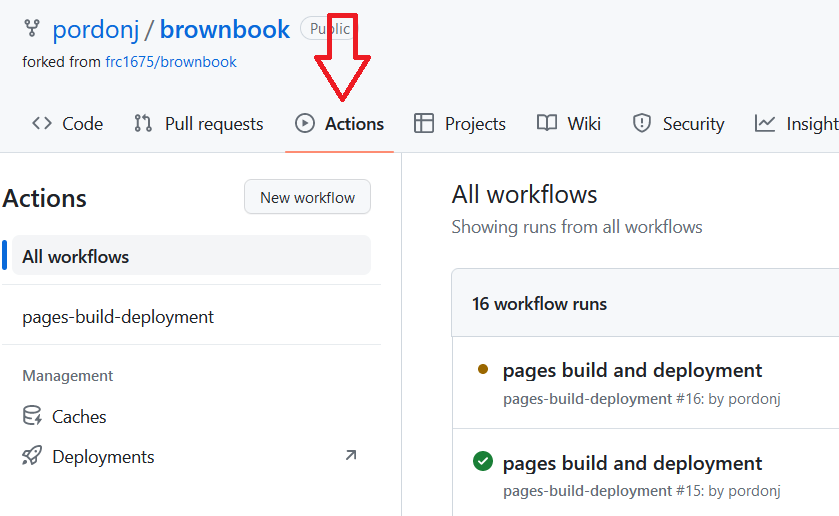 pordonj / brownbook Public
forked from frc1675/brownbook
Code Pull requests Actions Projects Wiki Security Insight
Actions
New workflow
All workflows
pages-build-deployment
Management
Caches
Deployments
All workflows
Showing runs from all workflows
16 workflow runs
pages build and deployment
pages-build-deployment #16: by pordonj
pages build and deployment
pages-build-deployment #15: by pordonj